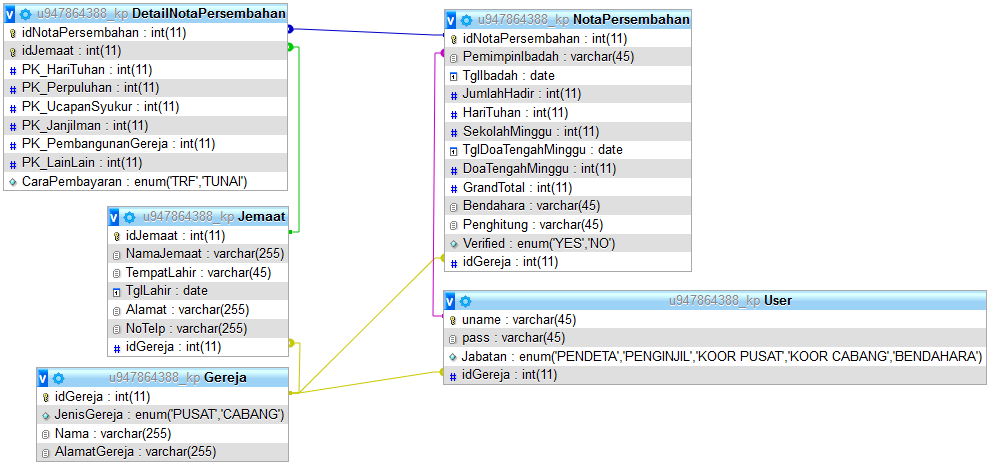 u947864388_kp DetailNotaPersembahan
idNotaPersembahan : int(11)
idJemaat : int(11)
PK_HariTuhan : int(11)
PK_Perpuluhan : int(11)
PK_UcapanSyukur : int(11)
PK_JanjiIman : int(11)
PK_PembangunanGereja : int(11)
PK_LainLain : int(11)
CaraPembayaran : enum('TRF','TUNAI')
u947864388_kp Jemaat
idJemaat : int(11)
NamaJemaat : varchar(255)
TempatLahir : varchar(45)
TglLahir : date
Alamat : varchar(255)
NoTelp : varchar(255)
idGereja : int(11)
u947864388_kp Gereja
idGereja : int(11)
JenisGereja : enum('PUSAT','CABANG')
Nama : varchar(255)
AlamatGereja : varchar(255)
u947864388_kp NotaPersembahan
idNotaPersembahan : int(11)
PemimpinIbadah : varchar(45)
TglIbadah : date
JumlahHadir : int(11)
HariTuhan : int(11)
SekolahMinggu : int(11)
TglDoaTengahMinggu : date
DoaTengahMinggu : int(11)
GrandTotal : int(11)
Bendahara : varchar(45)
Penghitung : varchar(45)
Verified : enum('YES','NO')
idGereja : int(11)
u947864388_kp User
uname : varchar(45)
pass : varchar(45)
Jabatan : enum('PENDETA','PENGINJIL','KOOR PUSAT','KOOR CABANG','BENDAHARA')
idGereja : int(11)